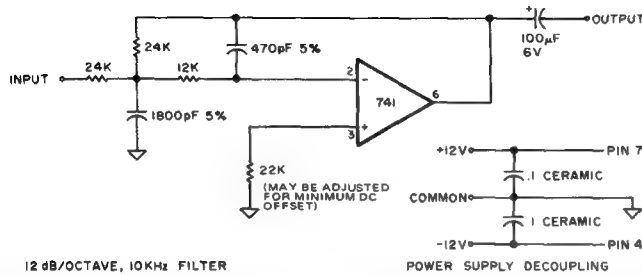 +
OUTPUT
100µF
6V
24K
470pF 5%
INPUT
24K
12K
2
-
741
6
1800pF 5%
3
+
22K
(MAY BE ADJUSTED
FOR MINIMUM DC
OFFSET)
+12V
PIN 7
.1 CERAMIC
COMMON
.1 CERAMIC
-12V
PIN 4
12 dB/OCTAVE, 10KHz FILTER
POWER SUPPLY DECOUPLING